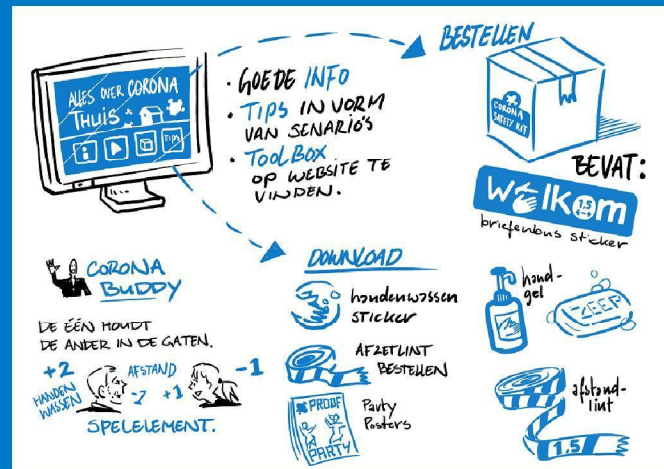 ALLES OVER CORONA
THUIS
i
TIPS
• GOEDE INFO
• TIPS IN VORM
VAN SENARIO'S
• TOOLBOX
OP WEBSITE TE
VINDEN.
BESTELLEN
CORONA
SAFETY KIT
BEVAT:
WELKOM
1,5
brievenbus sticker
CORONA
BUDDY
DE ÉÉN HOUDT
DE ANDER IN DE GATEN.
+2
HANDEN
WASSEN
AFSTAND
-2 +1
-1
SPELELEMENT.
DOWNLOAD
handenwassen
STICKER
AFZETLINT
BESTELLEN
% PROOF
PARTY
Party
Posters
hand-
gel
ZEEP
afstand-
lint
1.5